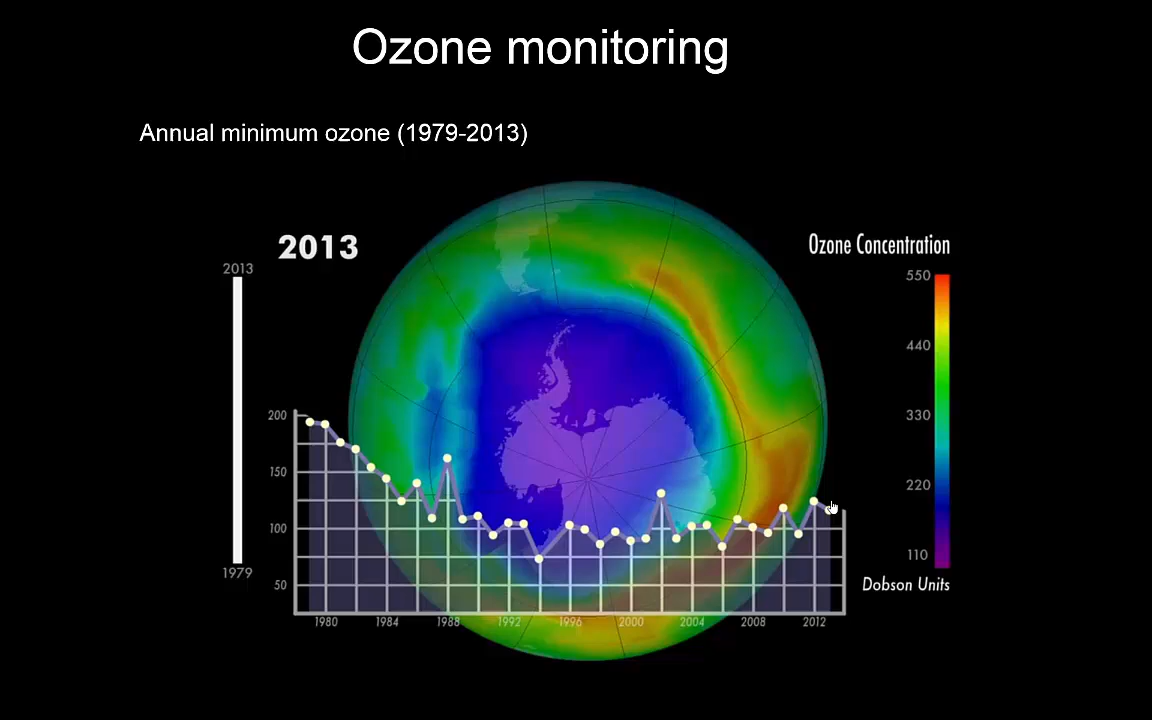 Ozone monitoring
Annual minimum ozone (1979-2013)
2013
Ozone Concentration
2013
550
440
330
220
110
Dobson Units
1979
200
150
100
50
1980 1984 1988 1992 1996 2000 2004 2008 2012